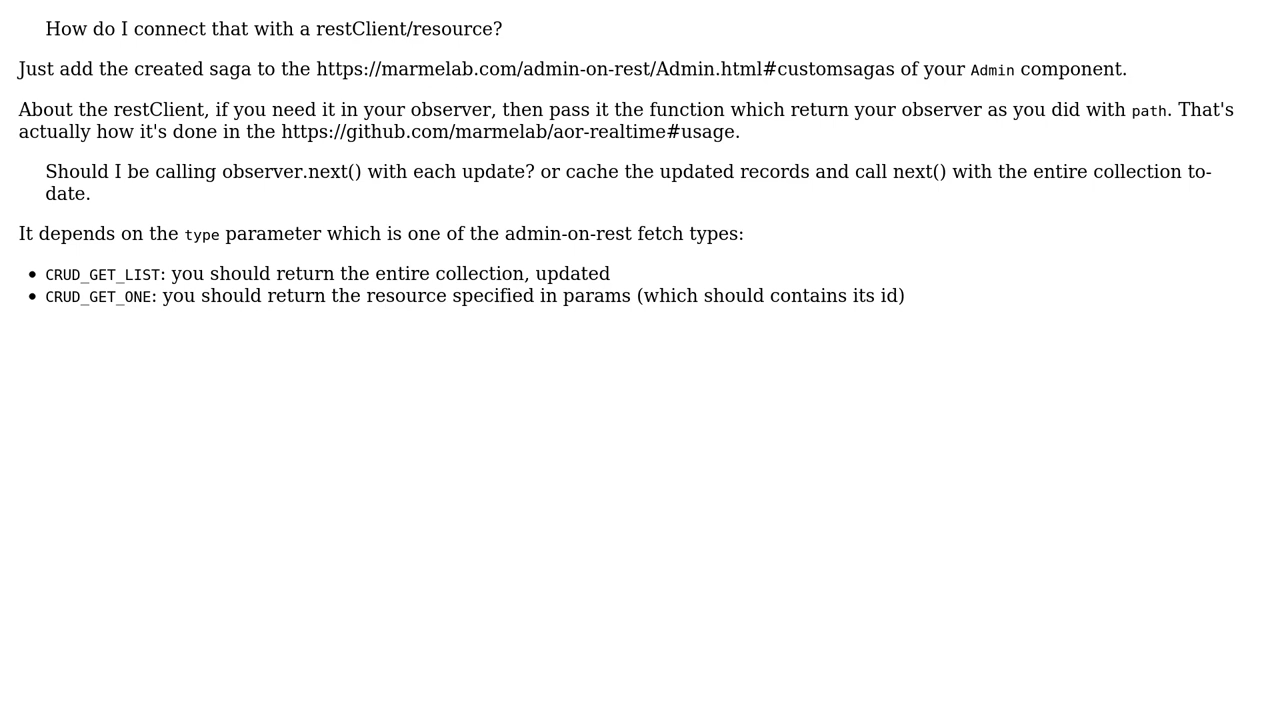 How do I connect that with a restClient/resource?
Just add the created saga to the https://marmelab.com/admin-on-rest/Admin.html#customsagas of your Admin component.
About the restClient, if you need it in your observer, then pass it the function which return your observer as you did with path. That's
actually how it's done in the https://github.com/marmelab/aor-realtime#usage.
Should I be calling observer.next() with each update? or cache the updated records and call next() with the entire collection to-
date.
It depends on the type parameter which is one of the admin-on-rest fetch types:
• CRUD_GET_LIST: you should return the entire collection, updated
• CRUD_GET_ONE: you should return the resource specified in params (which should contains its id)